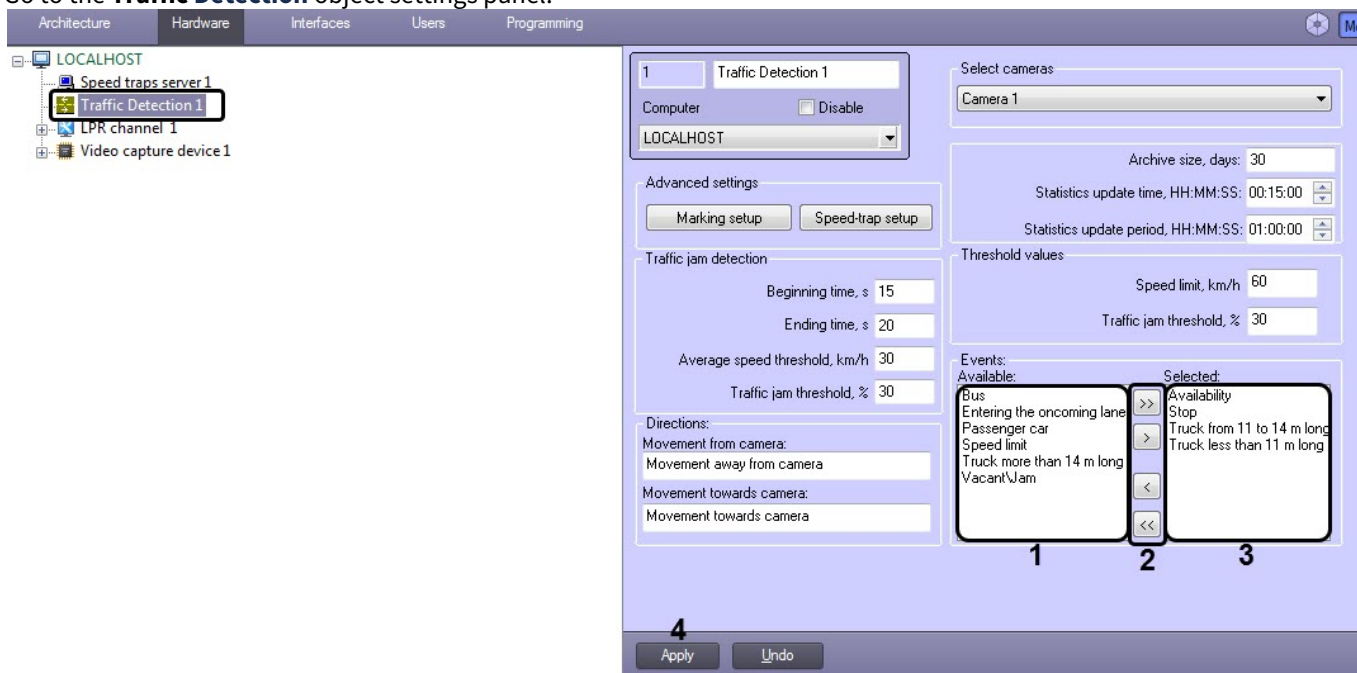 Go to the Traffic Detection object settings panel.
Architecture Hardware Interfaces Users Programming
LOCALHOST
Speed traps server 1
Traffic Detection 1
LPR channel 1
Video capture device 1
1 Traffic Detection 1
Computer Disable
LOCALHOST
Advanced settings
Marking setup Speed-trap setup
Traffic jam detection
Beginning time, s 15
Ending time, s 20
Average speed threshold, km/h 30
Traffic jam threshold, % 30
Directions:
Movement from camera:
Movement away from camera
Movement towards camera:
Movement towards camera
Select cameras
Camera 1
Archive size, days: 30
Statistics update time, HH:MM:SS: 00:15:00
Statistics update period, HH:MM:SS: 01:00:00
Threshold values
Speed limit, km/h 60
Traffic jam threshold, % 30
Events:
Available:
Bus
Entering the oncoming lane
Passenger car
Speed limit
Truck more than 14 m long
Vacant\Jam
>>
>
<
<<
Selected:
Availability
Stop
Truck from 11 to 14 m long
Truck less than 11 m long
1 2 3
4
Apply Undo